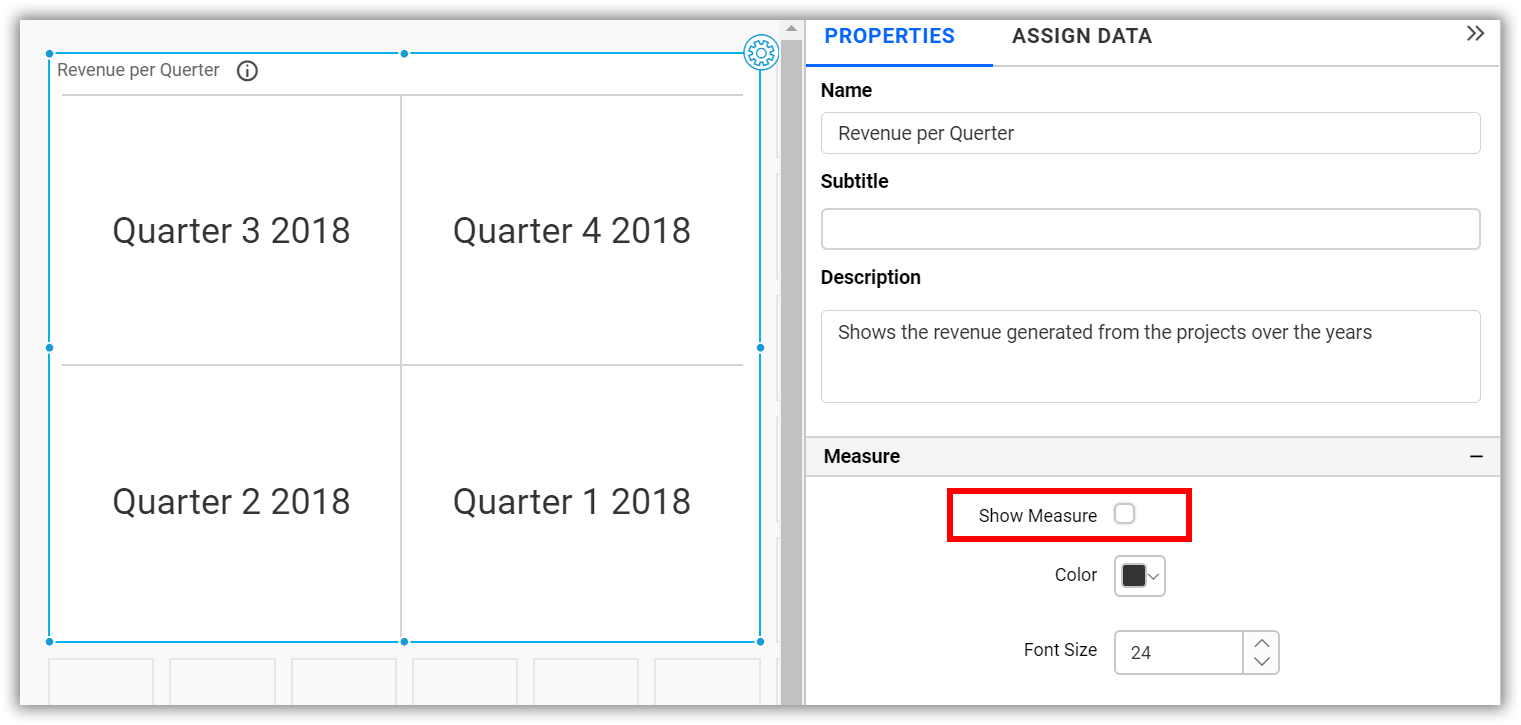 Revenue per Querter
Quarter 3 2018
Quarter 4 2018
Quarter 2 2018
Quarter 1 2018
PROPERTIES
ASSIGN DATA
Name
Revenue per Querter
Subtitle
Description
Shows the revenue generated from the projects over the years
Measure
Show Measure
Color
Font Size
24